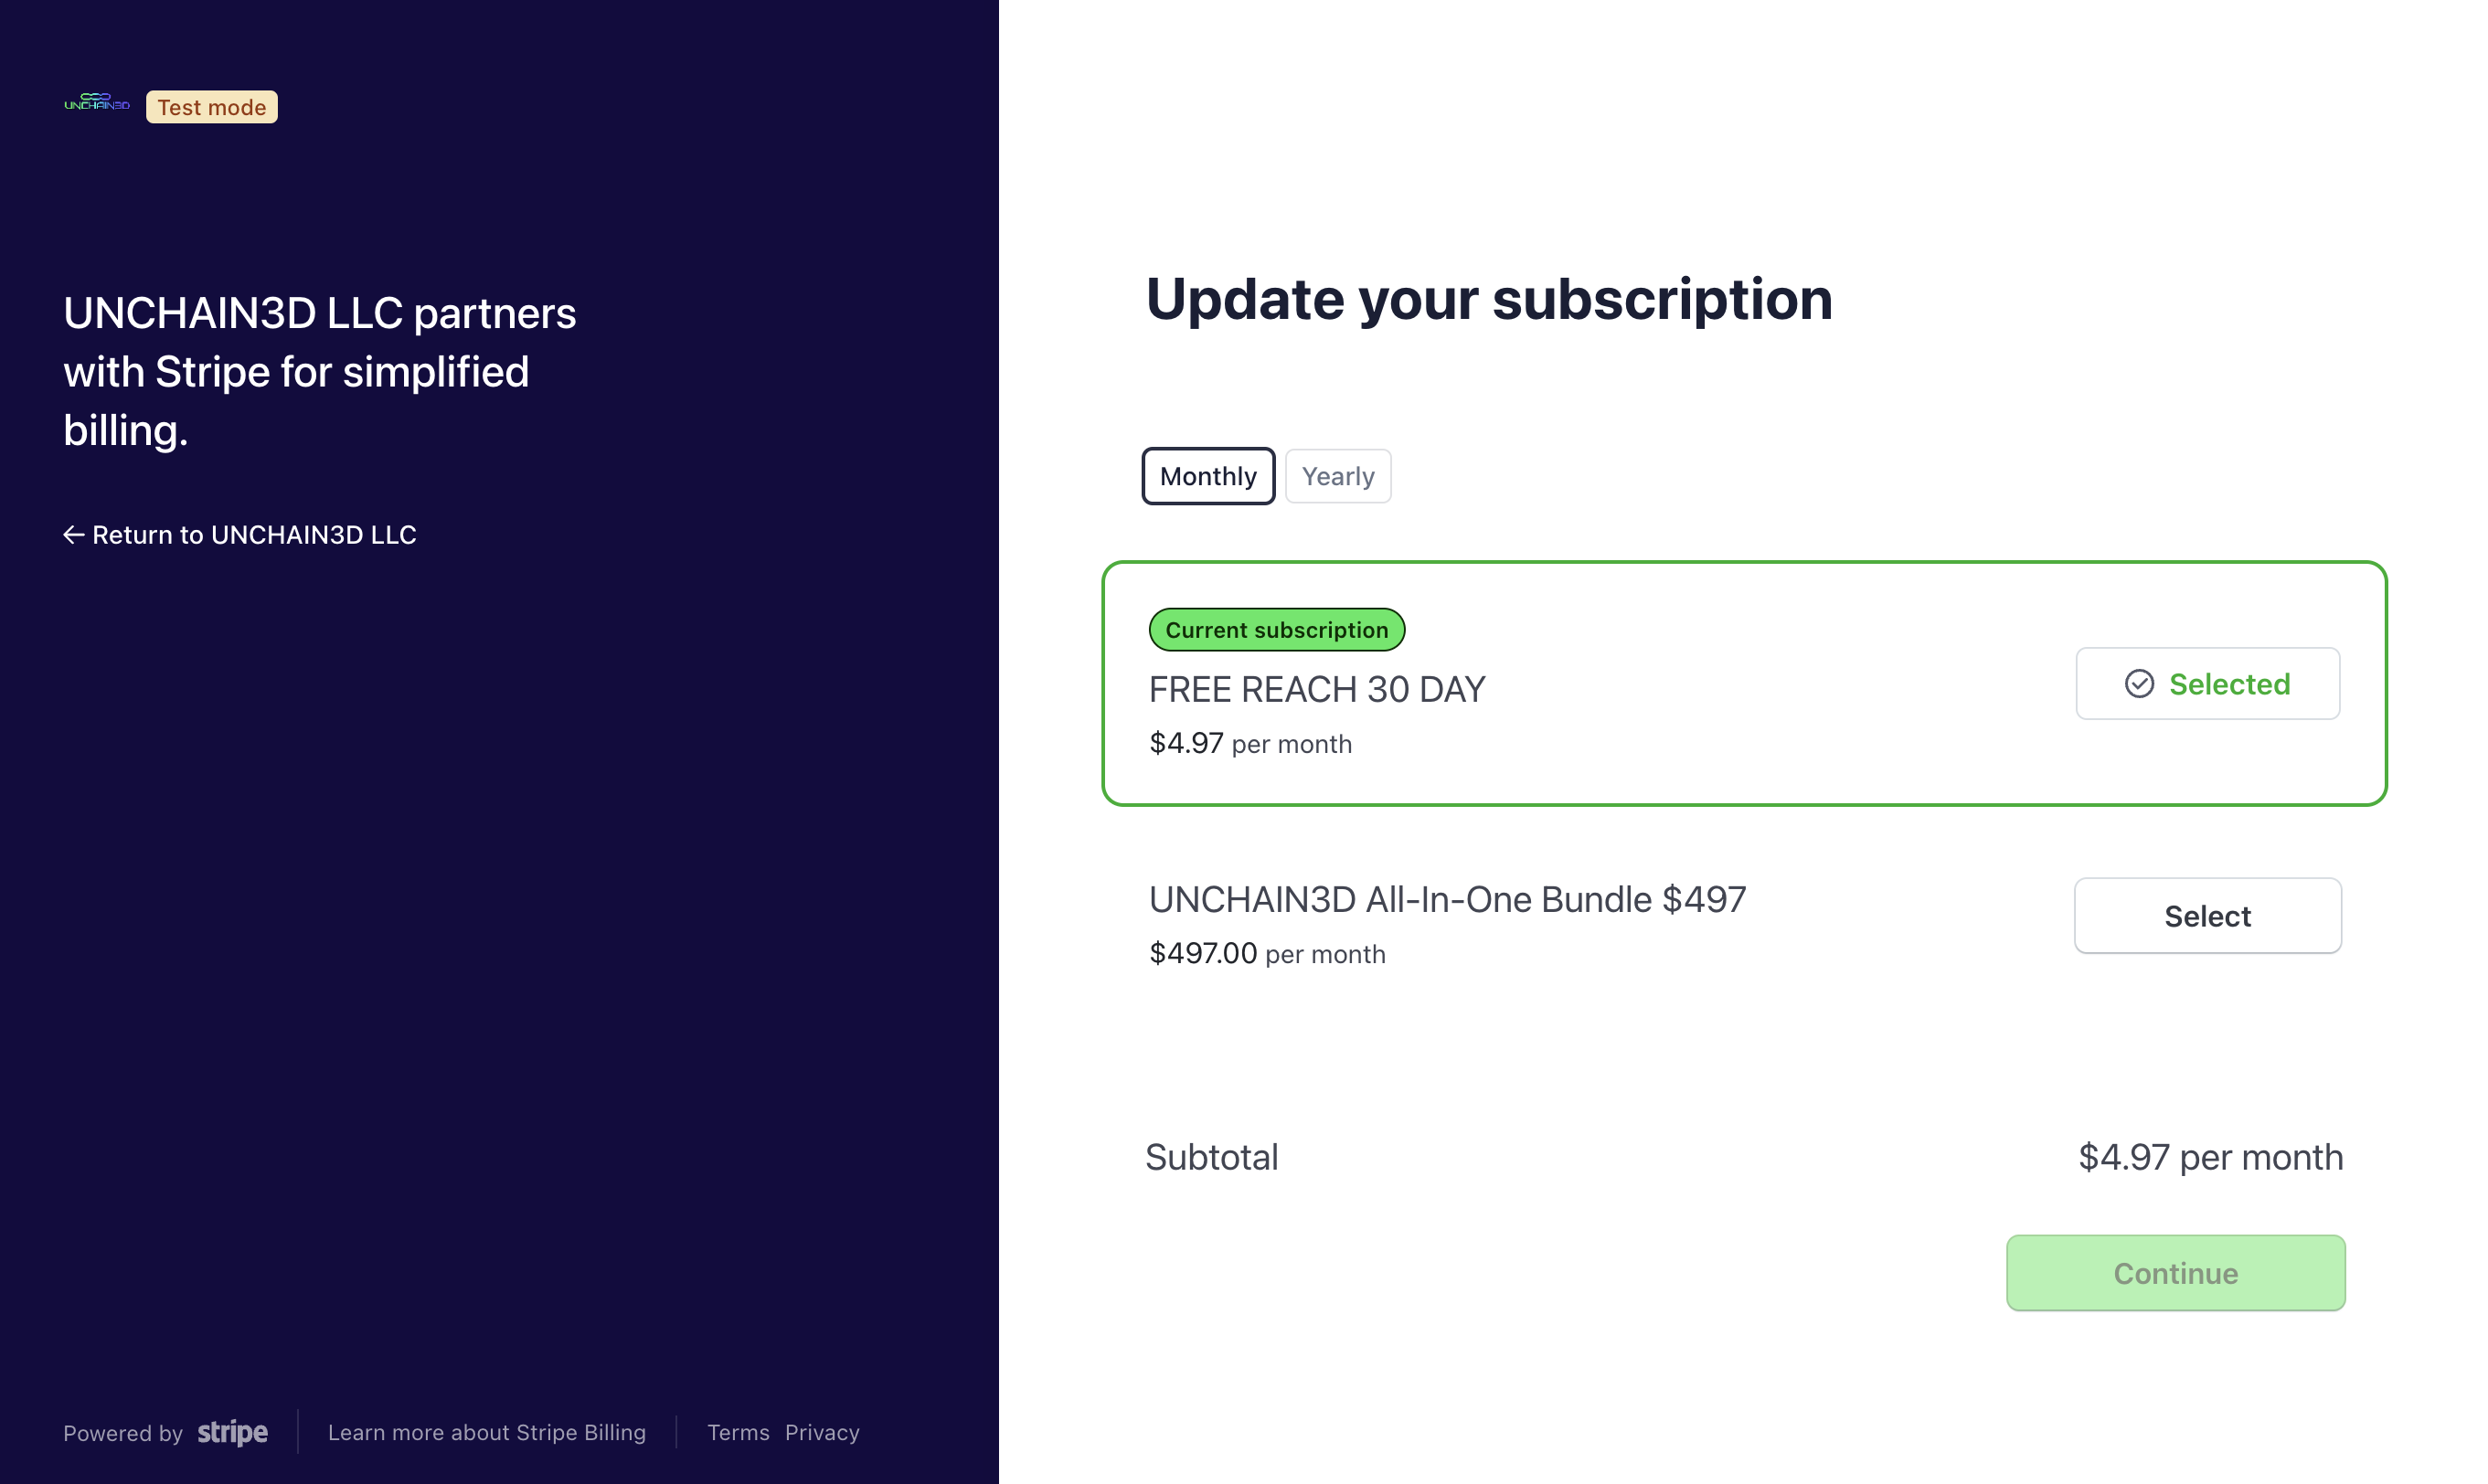 UNCHAIN3D
Test mode
UNCHAIN3D LLC partners
with Stripe for simplified
billing.
← Return to UNCHAIN3D LLC
Powered by stripe
Learn more about Stripe Billing
Terms Privacy
Update your subscription
Monthly Yearly
Current subscription
FREE REACH 30 DAY
$4.97 per month
Selected
UNCHAIN3D All-In-One Bundle $497
$497.00 per month
Select
Subtotal $4.97 per month
Continue